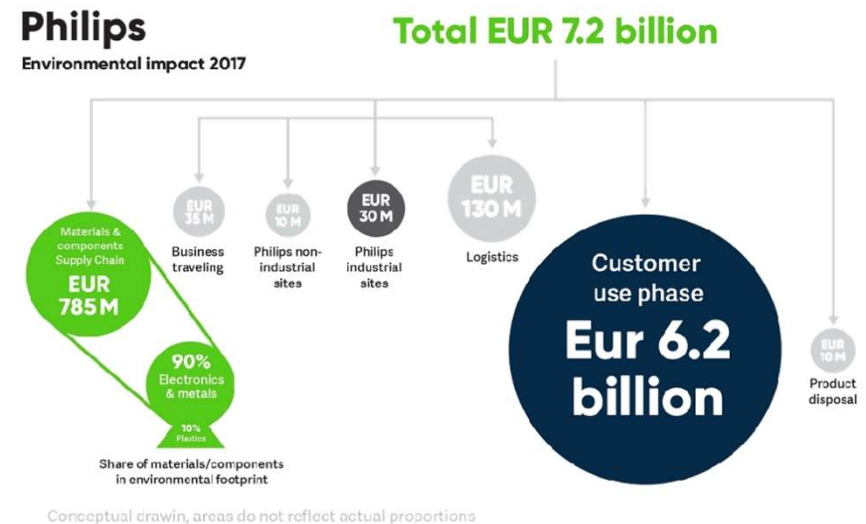 Philips
Environmental impact 2017
Total EUR 7.2 billion
Materials &
components
Supply Chain
EUR
785 M
EUR
35 M
Business
traveling
EUR
10 M
Philips non-
industrial
sites
EUR
30 M
Philips
industrial
sites
EUR
130 M
Logistics
Customer
use phase
Eur 6.2
billion
EUR
10 M
Product
disposal
90%
Electronics
& metals
10%
Plastics
Share of materials/components
in environmental footprint
Conceptual drawin, areas do not reflect actual proportions